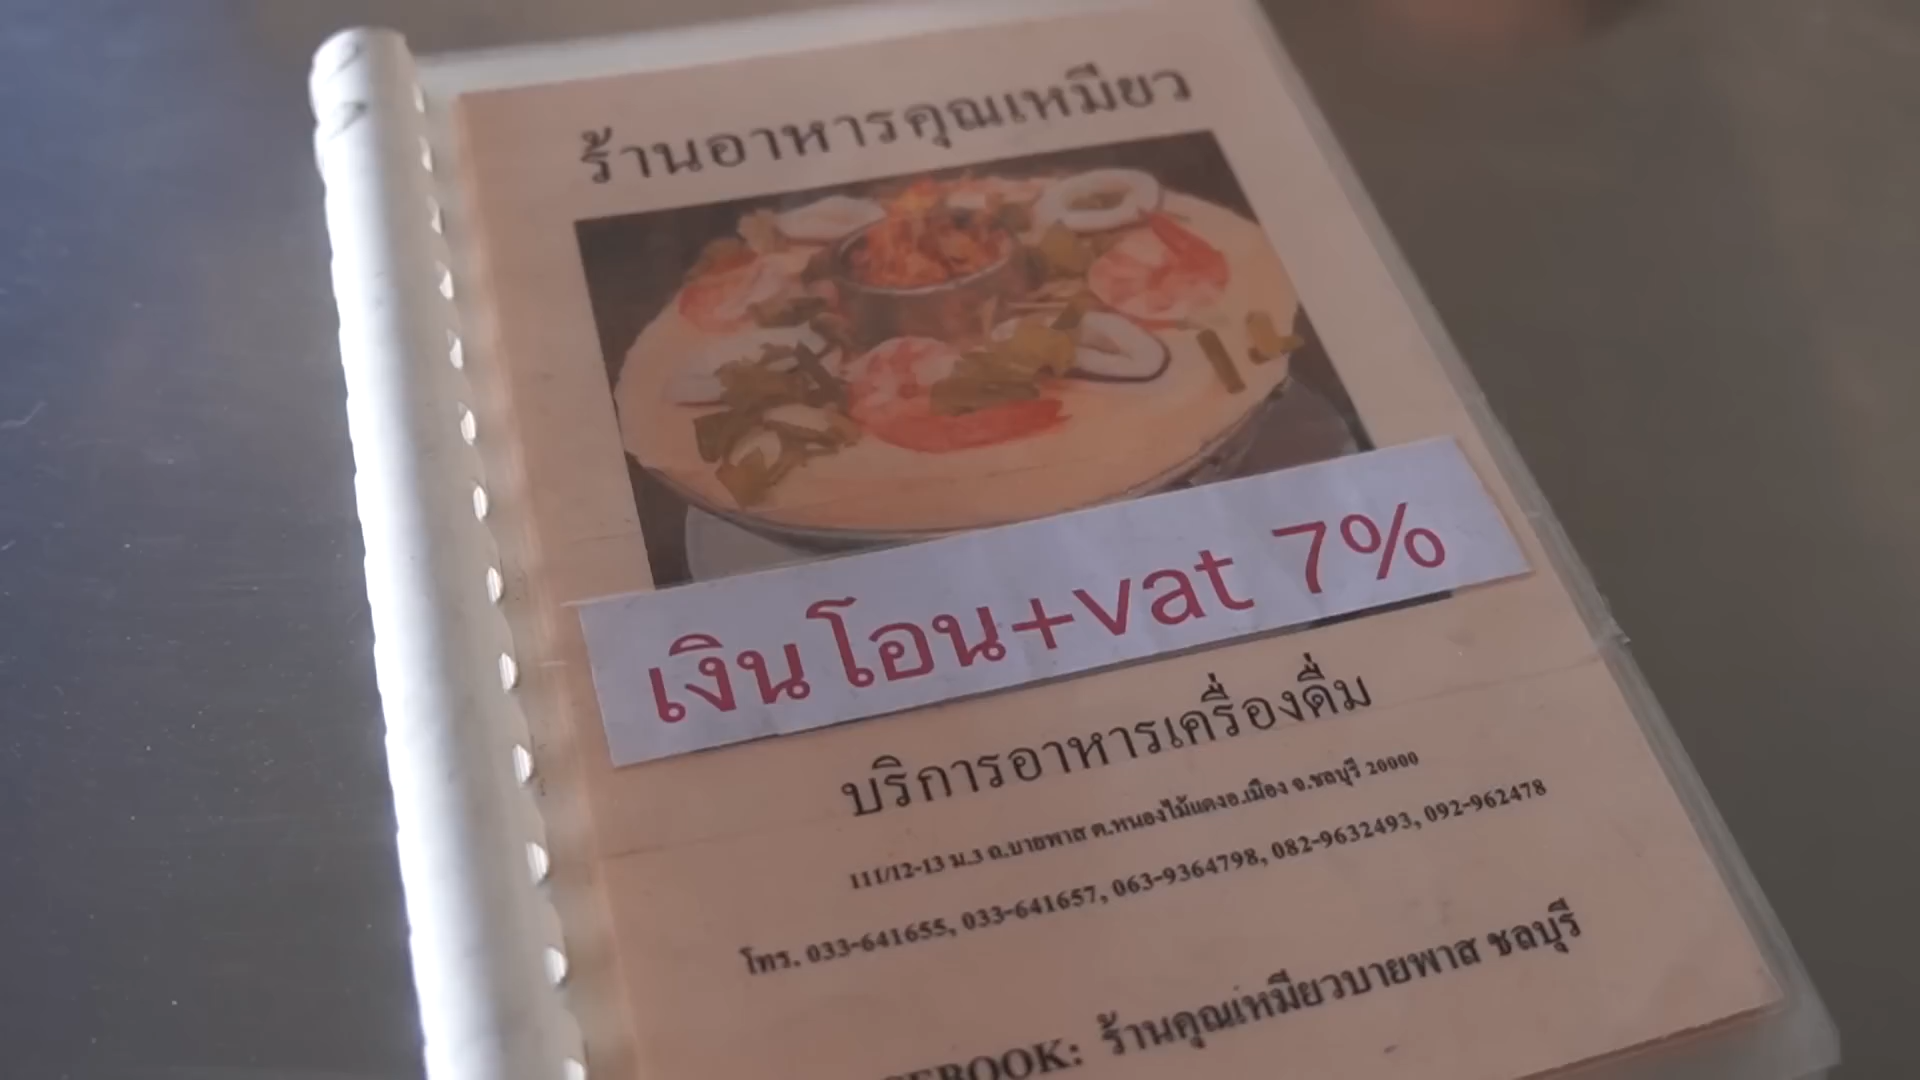 ร้านอาหารคุณเหมียว
เงินโอน+vat 7%
บริการอาหารเครื่องดื่ม
111/12-13 ม.3 ถ.บายพาส ต.หนองไม้แดงอ.เมือง จ.ชลบุรี 20000
โทร. 033-641655, 033-641657, 063-9364798, 082-9632493, 092-962478
CEBOOK: ร้านคุณเหมียวบายพาส ชลบุรี